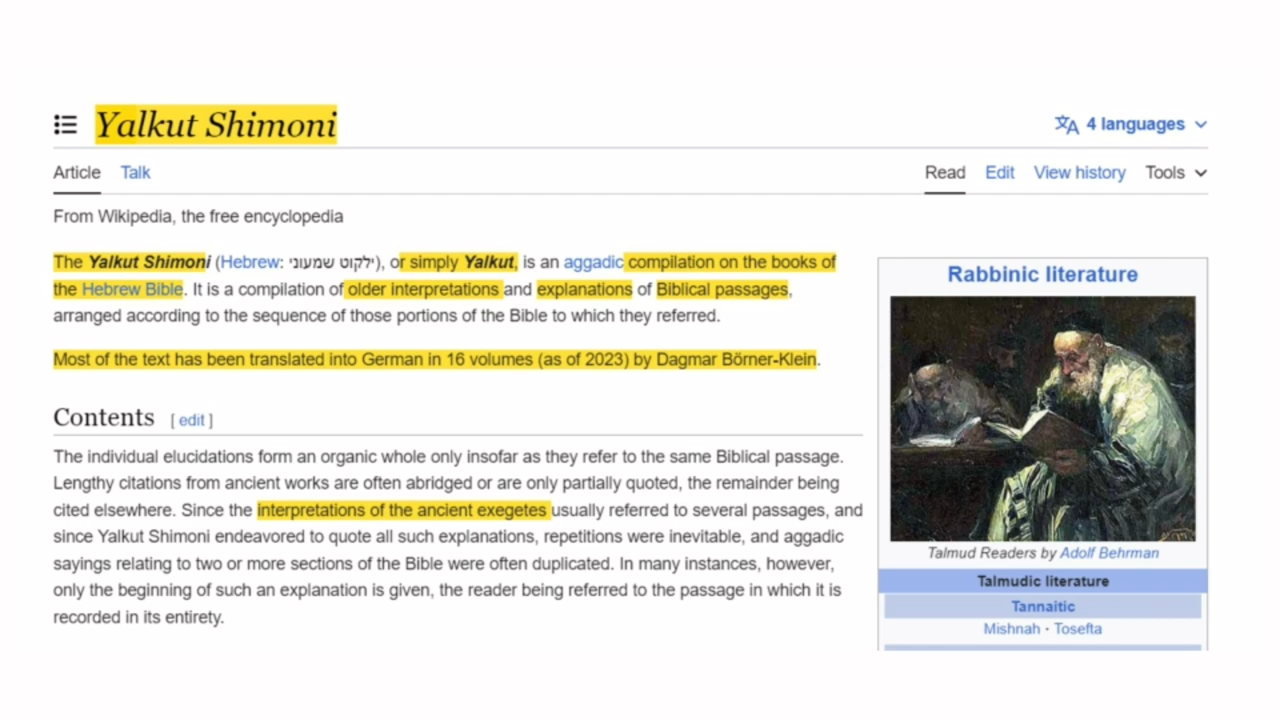 Yalkut Shimoni
4 languages
Article Talk Read Edit View history Tools
From Wikipedia, the free encyclopedia
The Yalkut Shimoni (Hebrew: ילקוט שמעוני), or simply Yalkut, is an aggadic compilation on the books of
the Hebrew Bible. It is a compilation of older interpretations and explanations of Biblical passages,
arranged according to the sequence of those portions of the Bible to which they referred.
Most of the text has been translated into German in 16 volumes (as of 2023) by Dagmar Börner-Klein.
Contents [ edit ]
The individual elucidations form an organic whole only insofar as they refer to the same Biblical passage.
Lengthy citations from ancient works are often abridged or are only partially quoted, the remainder being
cited elsewhere. Since the interpretations of the ancient exegetes usually referred to several passages, and
since Yalkut Shimoni endeavored to quote all such explanations, repetitions were inevitable, and aggadic
sayings relating to two or more sections of the Bible were often duplicated. In many instances, however,
only the beginning of such an explanation is given, the reader being referred to the passage in which it is
recorded in its entirety.
Rabbinic literature
Talmud Readers by Adolf Behrman
Talmudic literature
Tannaitic
Mishnah · Tosefta